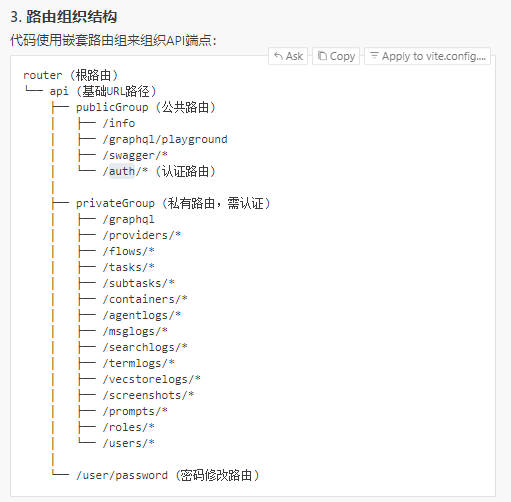 3. 路由组织结构
代码使用嵌套路由组来组织API端点：
Ask Copy Apply to vite.config....
router (根路由)
└── api (基础URL路径)
    ├── publicGroup (公共路由)
    │   ├── /info
    │   ├── /graphql/playground
    │   ├── /swagger/*
    │   └── /auth/* (认证路由)
    │
    ├── privateGroup (私有路由，需认证)
    │   ├── /graphql
    │   ├── /providers/*
    │   ├── /flows/*
    │   ├── /tasks/*
    │   ├── /subtasks/*
    │   ├── /containers/*
    │   ├── /agentlogs/*
    │   ├── /msglogs/*
    │   ├── /searchlogs/*
    │   ├── /termlogs/*
    │   ├── /vecstorelogs/*
    │   ├── /screenshots/*
    │   ├── /prompts/*
    │   ├── /roles/*
    │   └── /users/*
    │
    └── /user/password (密码修改路由)